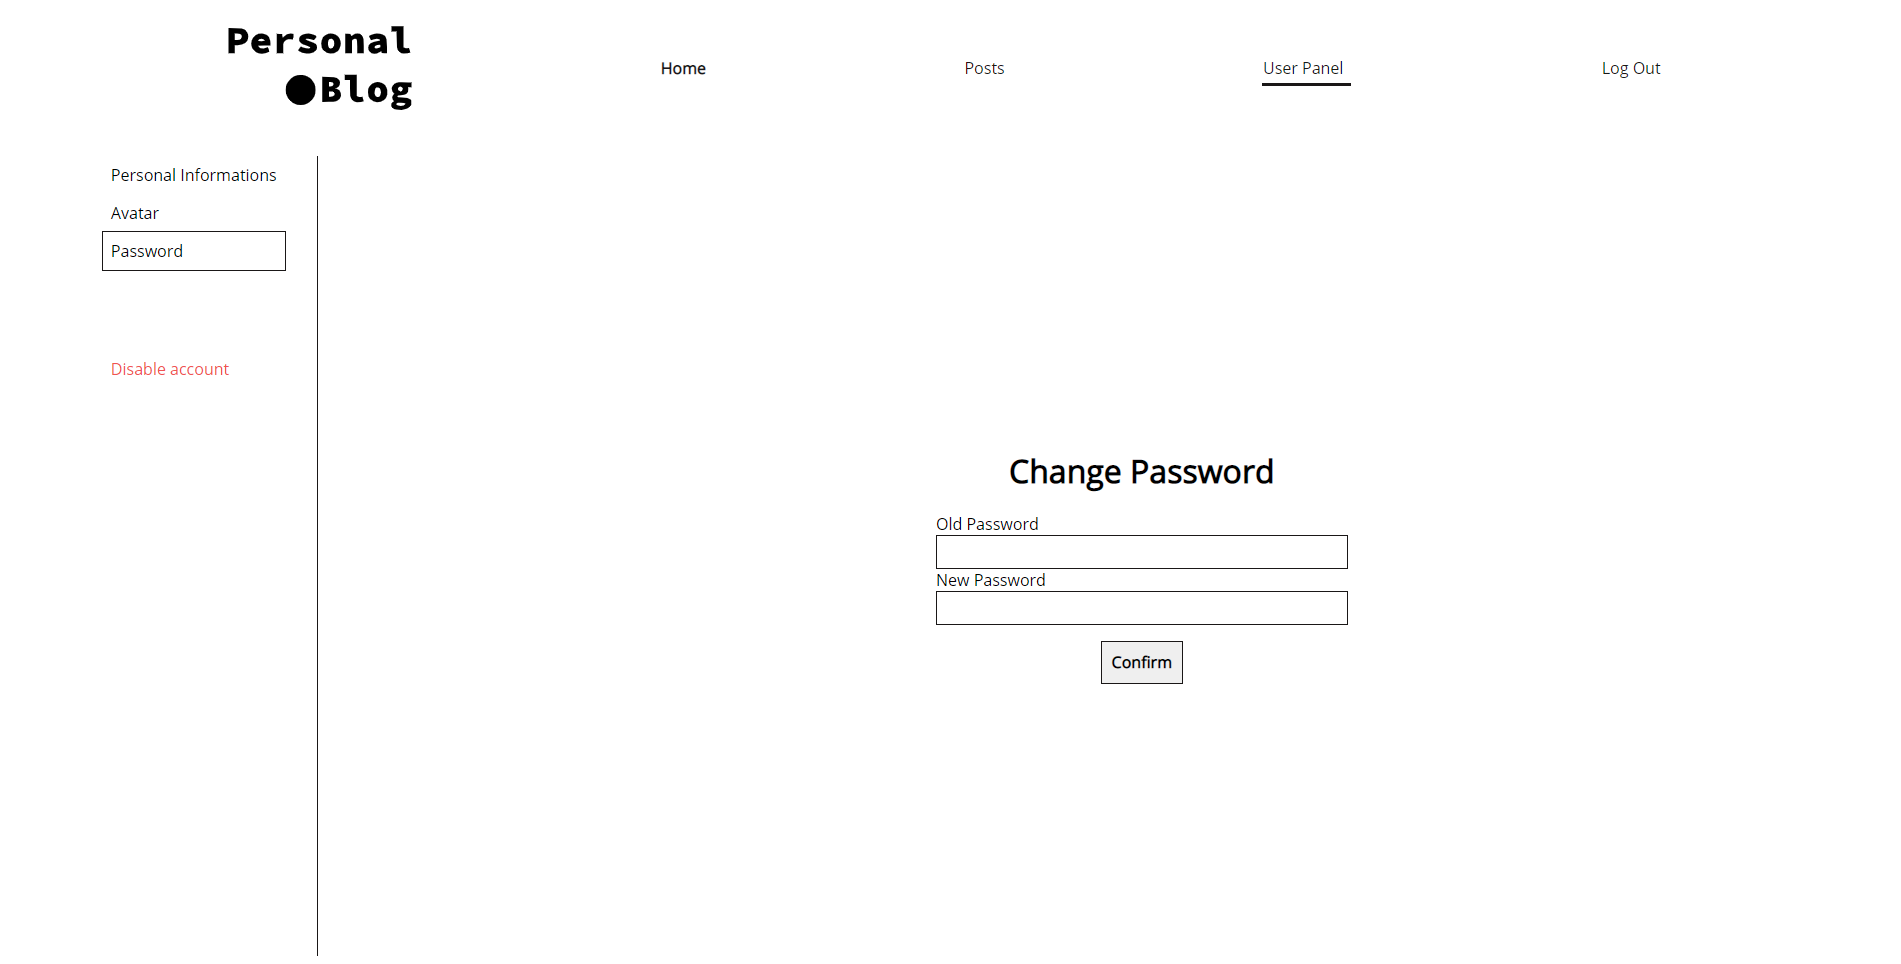 Personal
Blog
Home
Posts
User Panel
Log Out
Personal Informations
Avatar
Password
Disable account
Change Password
Old Password
New Password
Confirm